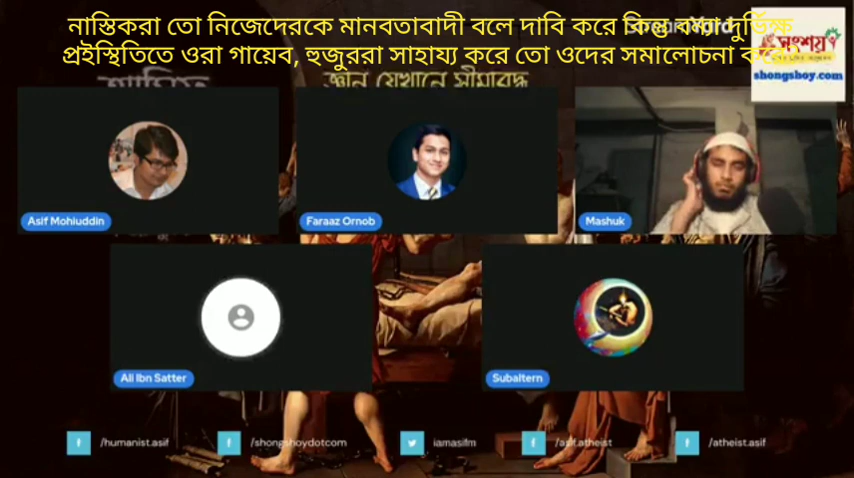 নাস্তিকরা তো নিজেদেরকে মানবতাবাদী বলে দাবি করে কিন্তু বন্যা দুর্ভিক্ষ
প্রইস্থিতিতে ওরা গায়েব, হুজুররা সাহায্য করে তো ওদের সমালোচনা করে?
সংশয়
shongshoy.com
জ্ঞান যেখানে সীমাবদ্ধ
Asif Mohiuddin
Faraaz Ornob
Mashuk
Ali Ibn Satter
Subaltern
/humanist.asif
/shongshoydotcom
iamasifm
/asif.atheist
/atheist.asif